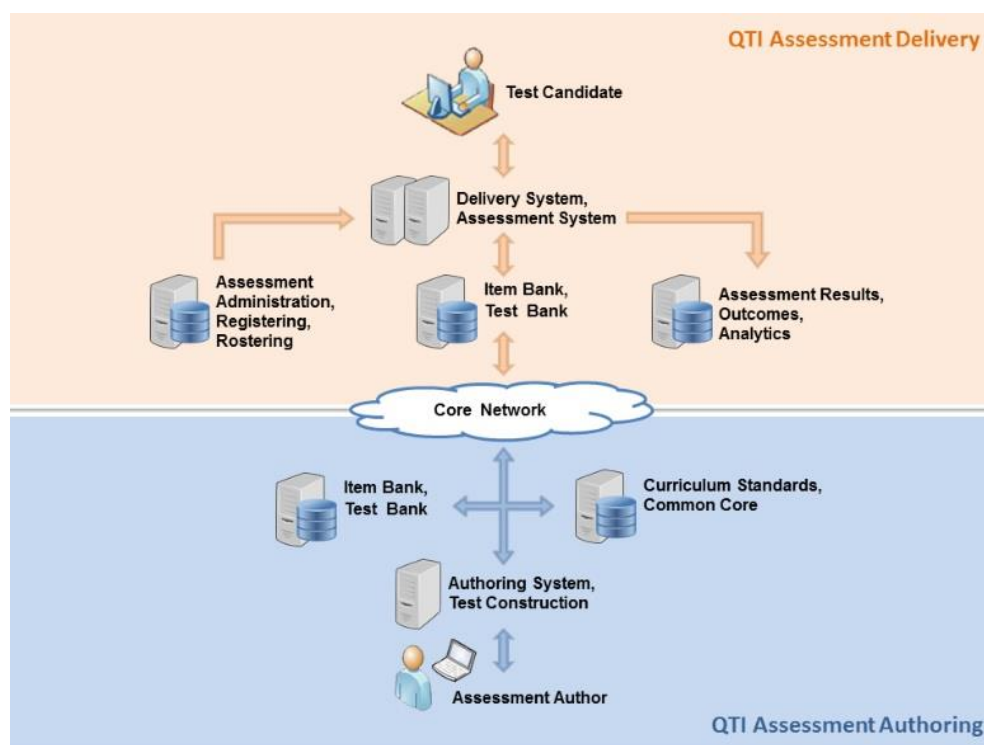 QTI Assessment Delivery
Test Candidate
Delivery System,
Assessment System
Assessment
Administration,
Registering,
Rostering
Item Bank,
Test Bank
Assessment Results,
Outcomes,
Analytics
Core Network
Item Bank,
Test Bank
Curriculum Standards,
Common Core
Authoring System,
Test Construction
Assessment Author
QTI Assessment Authoring